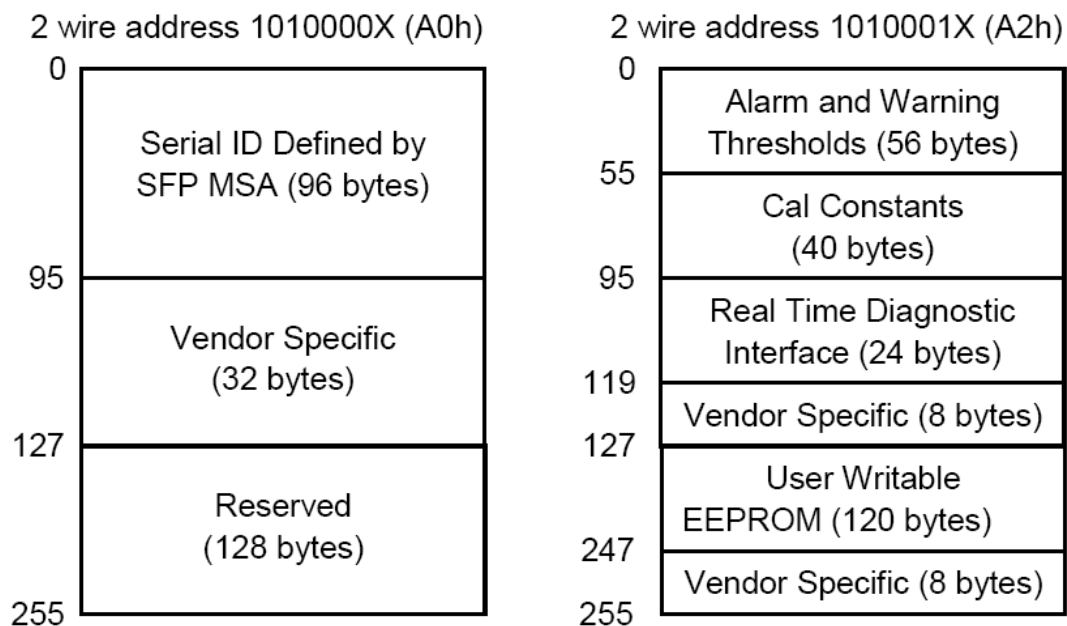 2 wire address 1010000X (A0h)
0
Serial ID Defined by
SFP MSA (96 bytes)
95
Vendor Specific
(32 bytes)
127
Reserved
(128 bytes)
255
2 wire address 1010001X (A2h)
0
Alarm and Warning
Thresholds (56 bytes)
55
Cal Constants
(40 bytes)
95
Real Time Diagnostic
Interface (24 bytes)
119
Vendor Specific (8 bytes)
127
User Writable
EEPROM (120 bytes)
247
Vendor Specific (8 bytes)
255